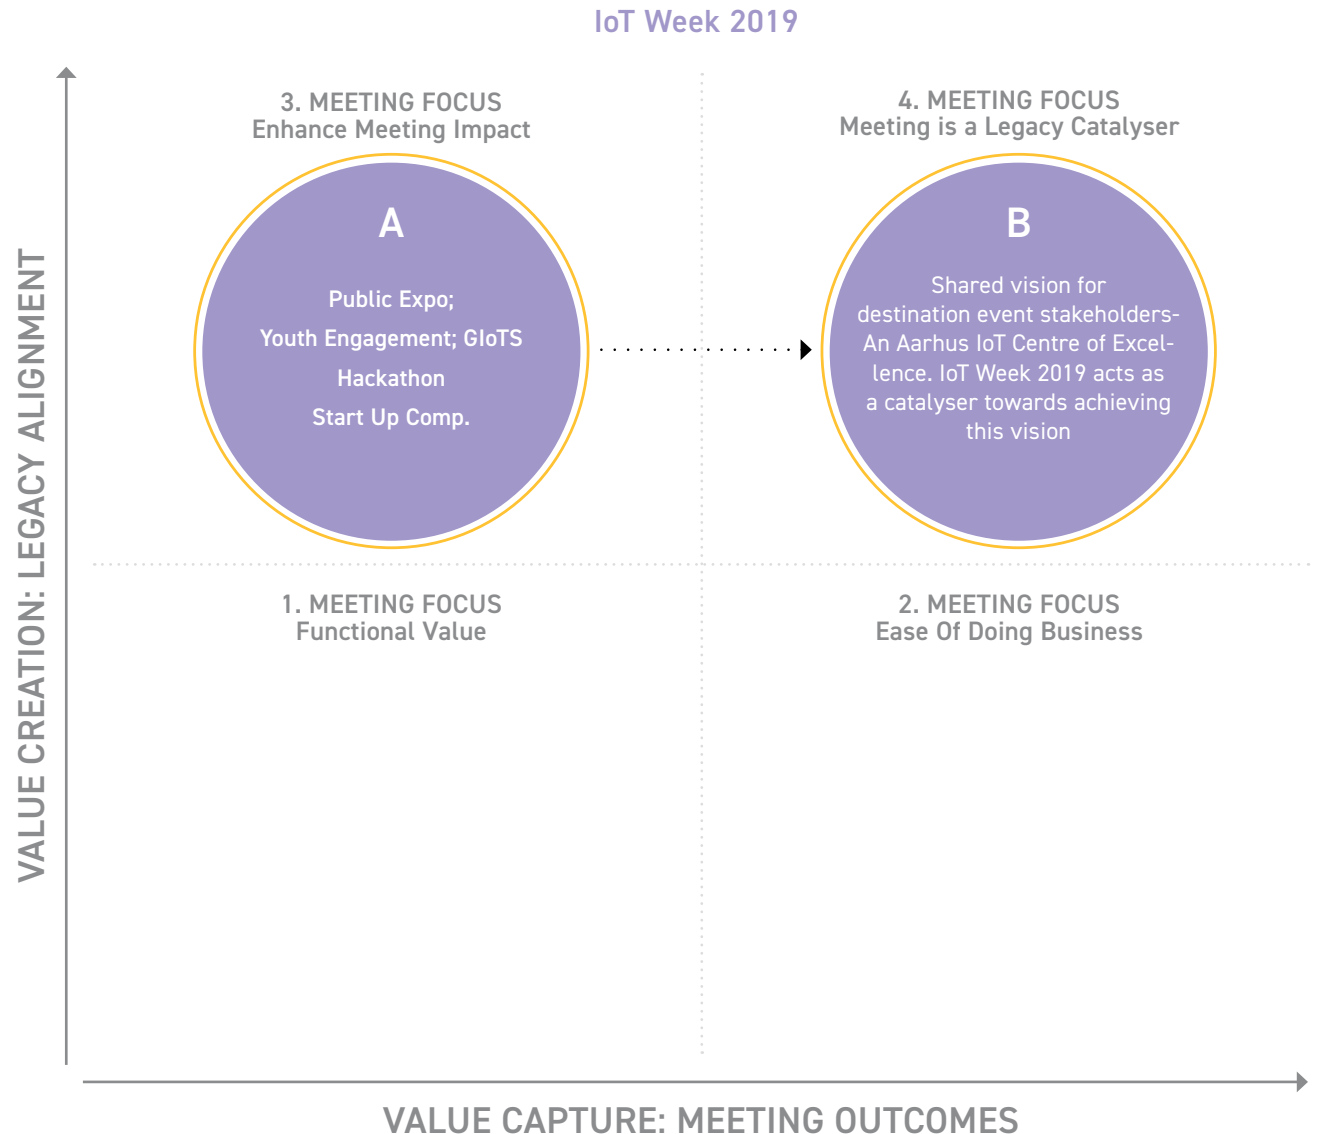 IoT Week 2019
3. MEETING FOCUS
Enhance Meeting Impact
4. MEETING FOCUS
Meeting is a Legacy Catalyser
A
Public Expo;
Youth Engagement; GIoTS
Hackathon
Start Up Comp.
B
Shared vision for
destination event stakeholders-
An Aarhus IoT Centre of Excel-
lence. IoT Week 2019 acts as
a catalyser towards achieving
this vision
1. MEETING FOCUS
Functional Value
2. MEETING FOCUS
Ease Of Doing Business
VALUE CREATION: LEGACY ALIGNMENT
VALUE CAPTURE: MEETING OUTCOMES